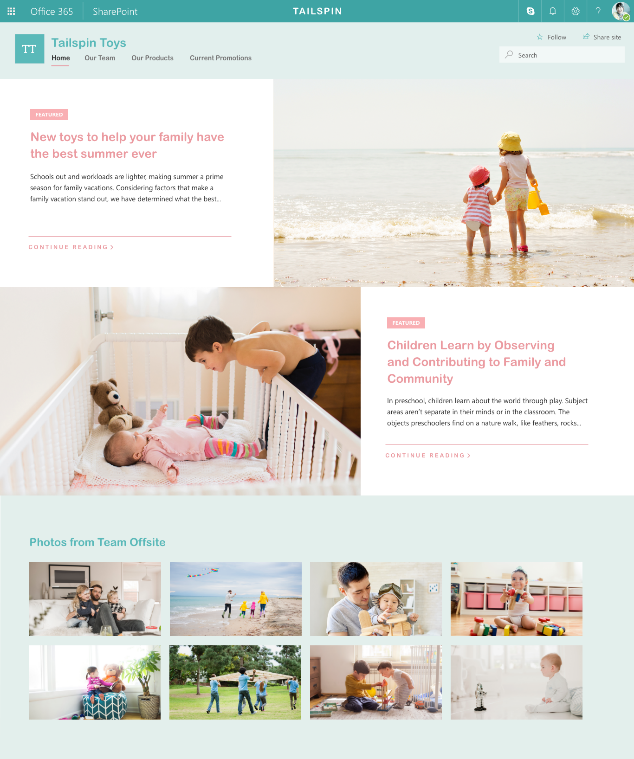 Office 365 SharePoint TAILSPIN ?
TT
Tailspin Toys
Follow Share site
Home Our Team Our Products Current Promotions
Search
FEATURED
New toys to help your family have
the best summer ever
Schools out and workloads are lighter, making summer a prime
season for family vacations. Considering factors that make a
family vacation stand out, we have determined what the best...
CONTINUE READING >
FEATURED
Children Learn by Observing
and Contributing to Family and
Community
In preschool, children learn about the world through play. Subject
areas aren't separate in their minds or in the classroom. The
objects preschoolers find on a nature walk, like feathers, rocks...
CONTINUE READING >
Photos from Team Offsite